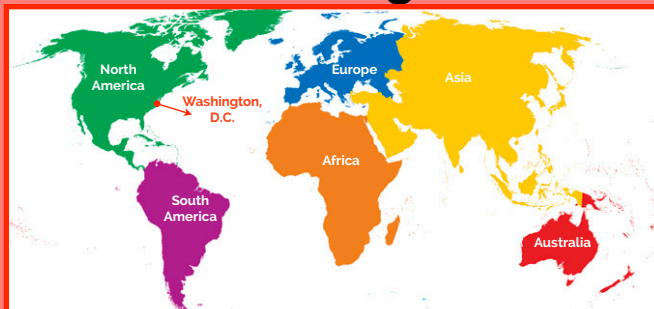 North
America
Washington,
D.C.
Europe
Asia
Africa
South
America
Australia